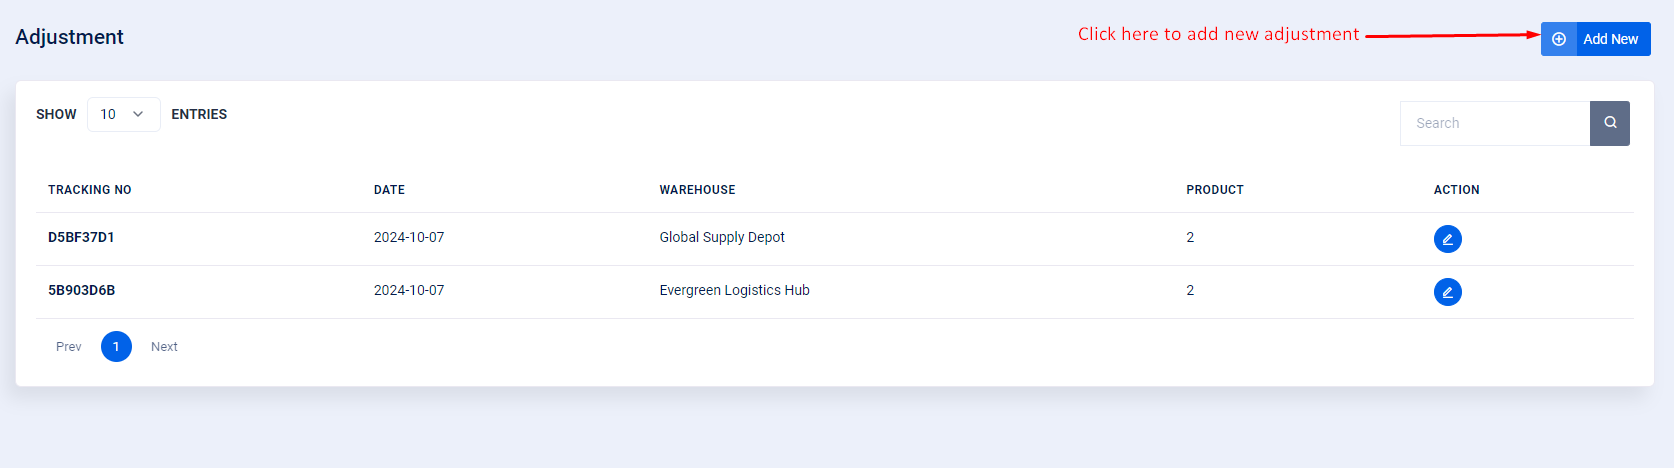 Adjustment
Click here to add new adjustment
Add New
SHOW 10 ENTRIES
Search
TRACKING NO DATE WAREHOUSE PRODUCT ACTION
D5BF37D1 2024-10-07 Global Supply Depot 2
5B903D6B 2024-10-07 Evergreen Logistics Hub 2
Prev 1 Next